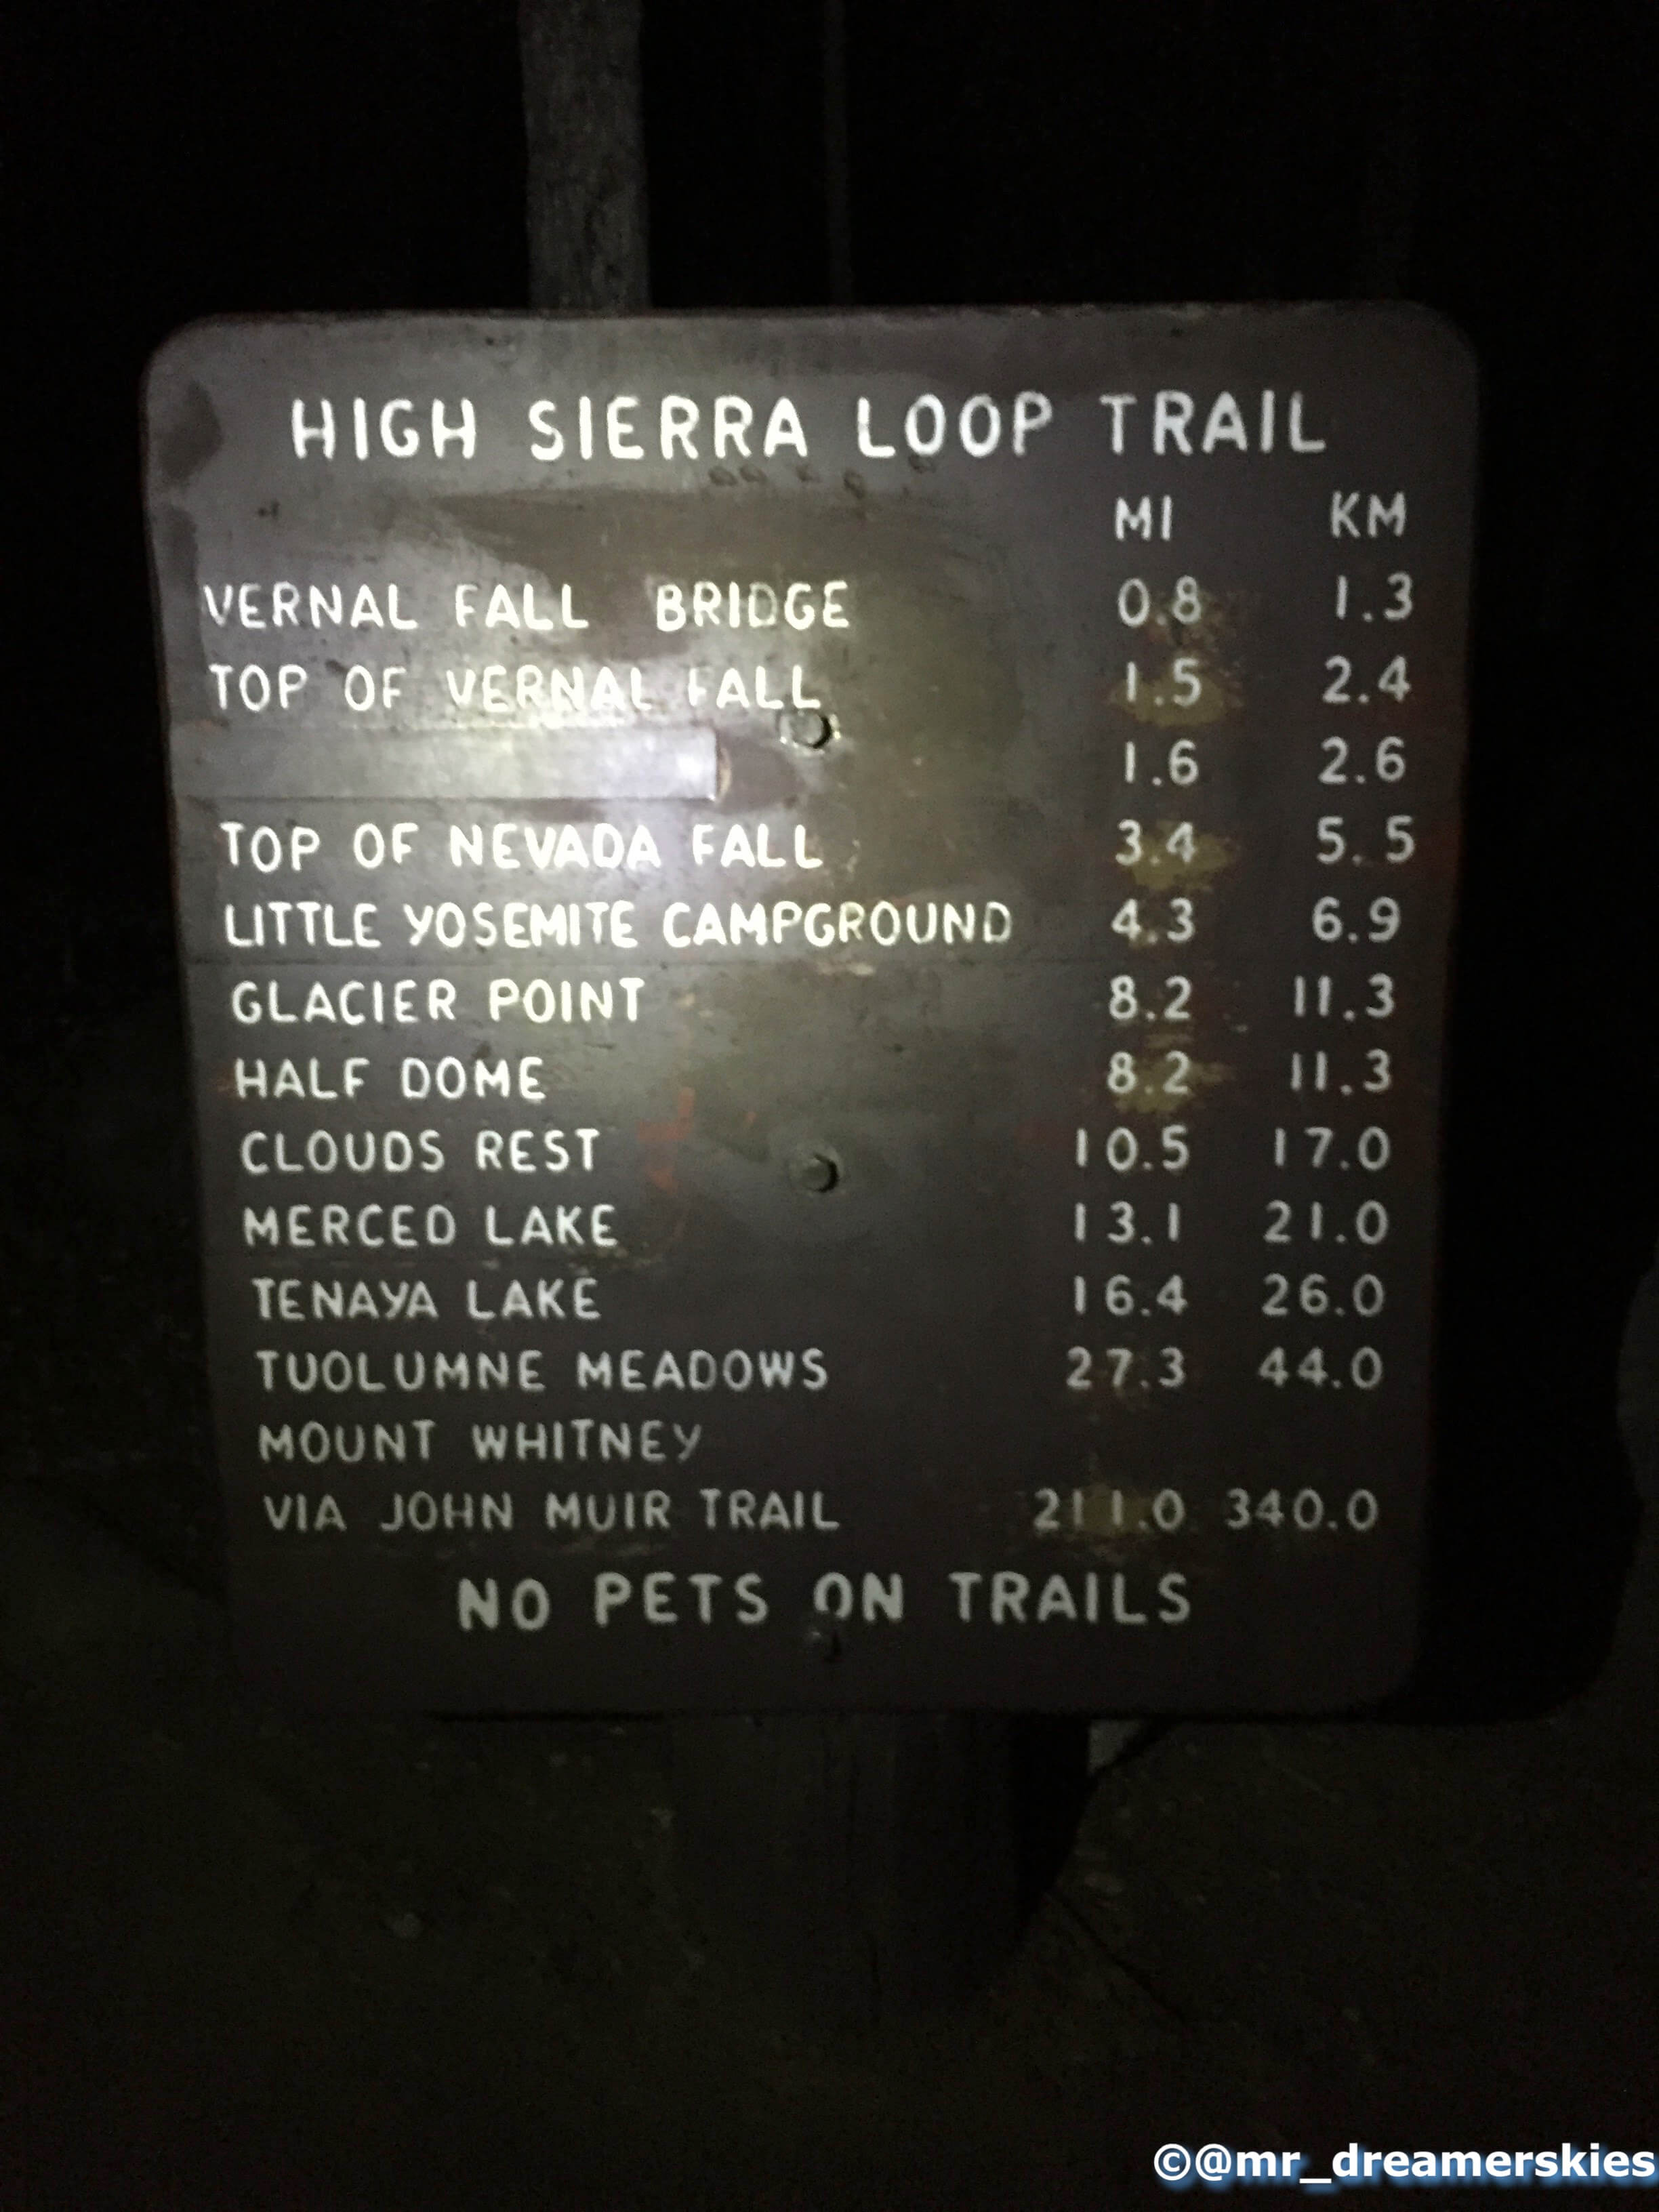 HIGH SIERRA LOOP TRAIL
MI KM
VERNAL FALL BRIDGE 0.8 1.3
TOP OF VERNAL FALL 1.5 2.4
1.6 2.6
TOP OF NEVADA FALL 3.4 5.5
LITTLE YOSEMITE CAMPGROUND 4.3 6.9
GLACIER POINT 8.2 11.3
HALF DOME 8.2 11.3
CLOUDS REST 10.5 17.0
MERCED LAKE 13.1 21.0
TENAYA LAKE 16.4 26.0
TUOLUMNE MEADOWS 27.3 44.0
MOUNT WHITNEY
VIA JOHN MUIR TRAIL 211.0 340.0
NO PETS ON TRAILS
©@mr_dreamerskies